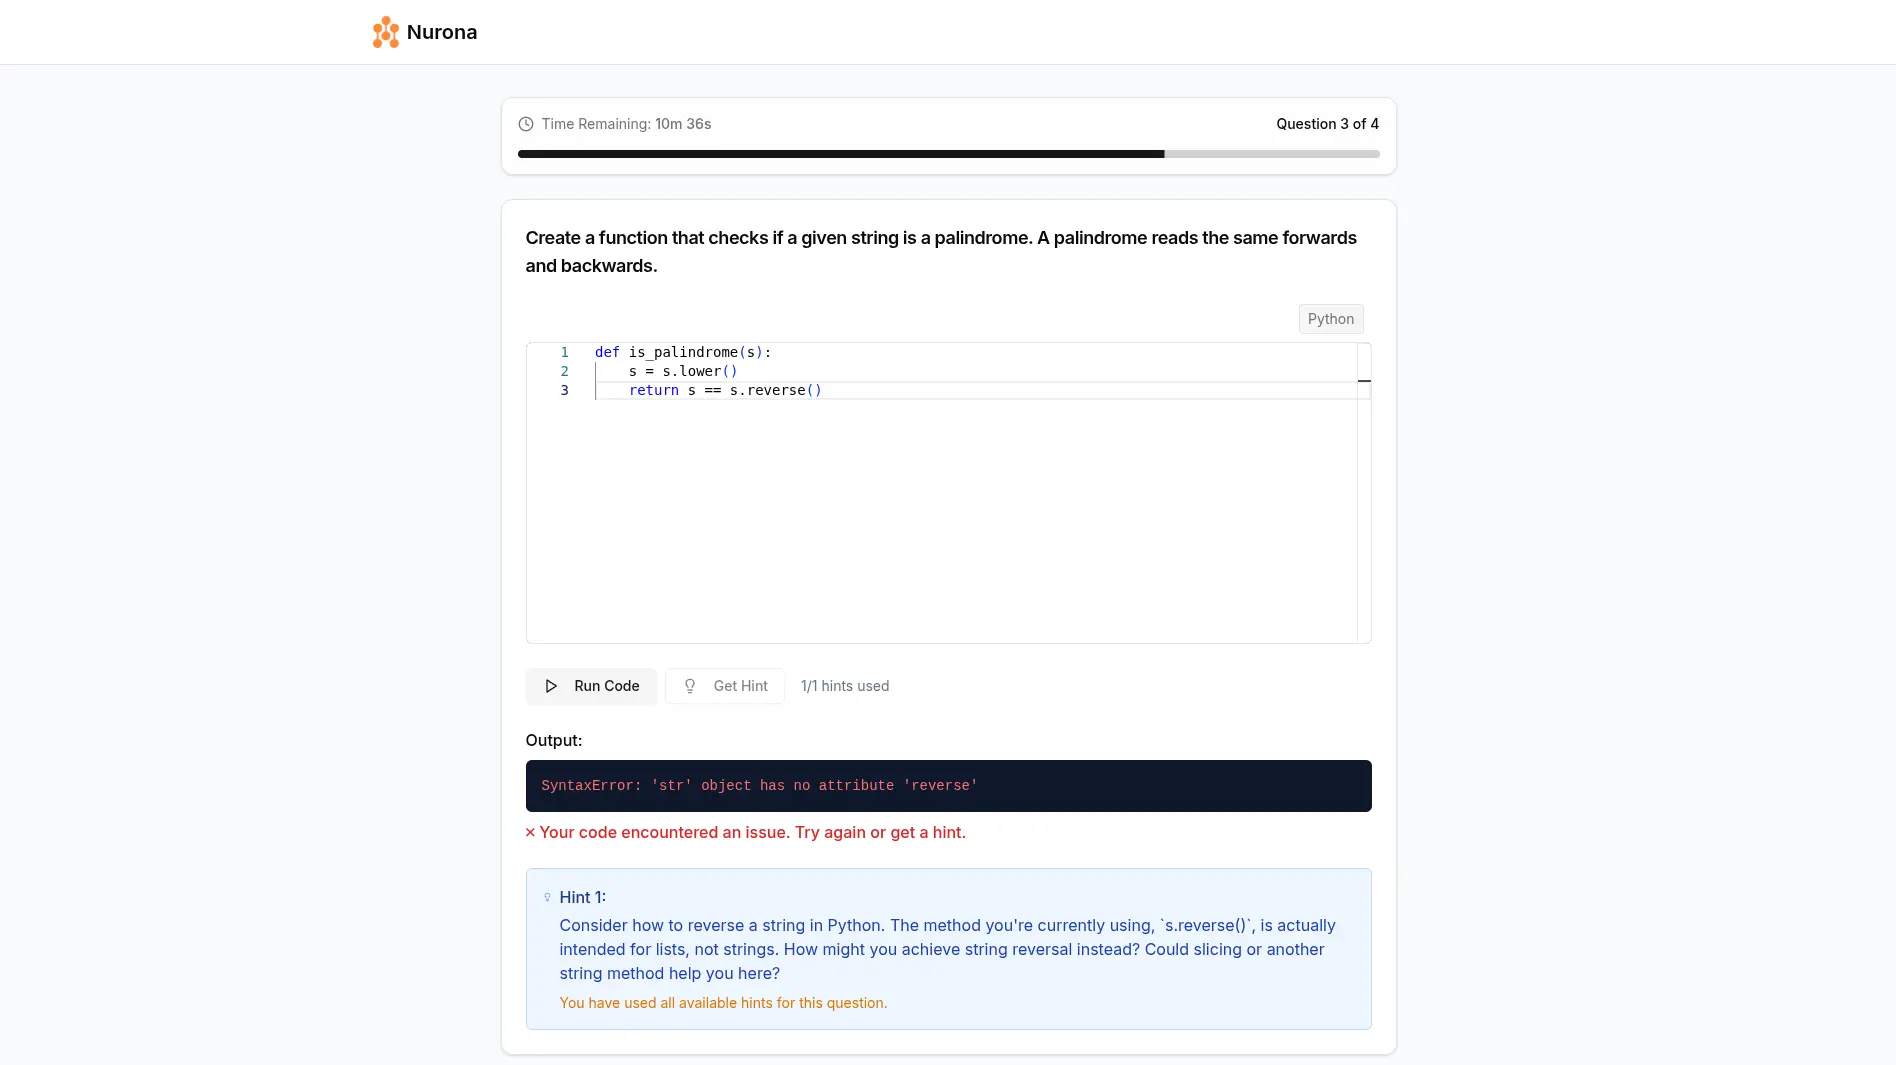 Nurona
Time Remaining: 10m 36s
Question 3 of 4
Create a function that checks if a given string is a palindrome. A palindrome reads the same forwards
and backwards.
Python
1 def is_palindrome(s):
2 s = s.lower()
3 return s == s.reverse()
Run Code
Get Hint
1/1 hints used
Output:
SyntaxError: 'str' object has no attribute 'reverse'
× Your code encountered an issue. Try again or get a hint.
Hint 1:
Consider how to reverse a string in Python. The method you're currently using, `s.reverse()`, is actually
intended for lists, not strings. How might you achieve string reversal instead? Could slicing or another
string method help you here?
You have used all available hints for this question.